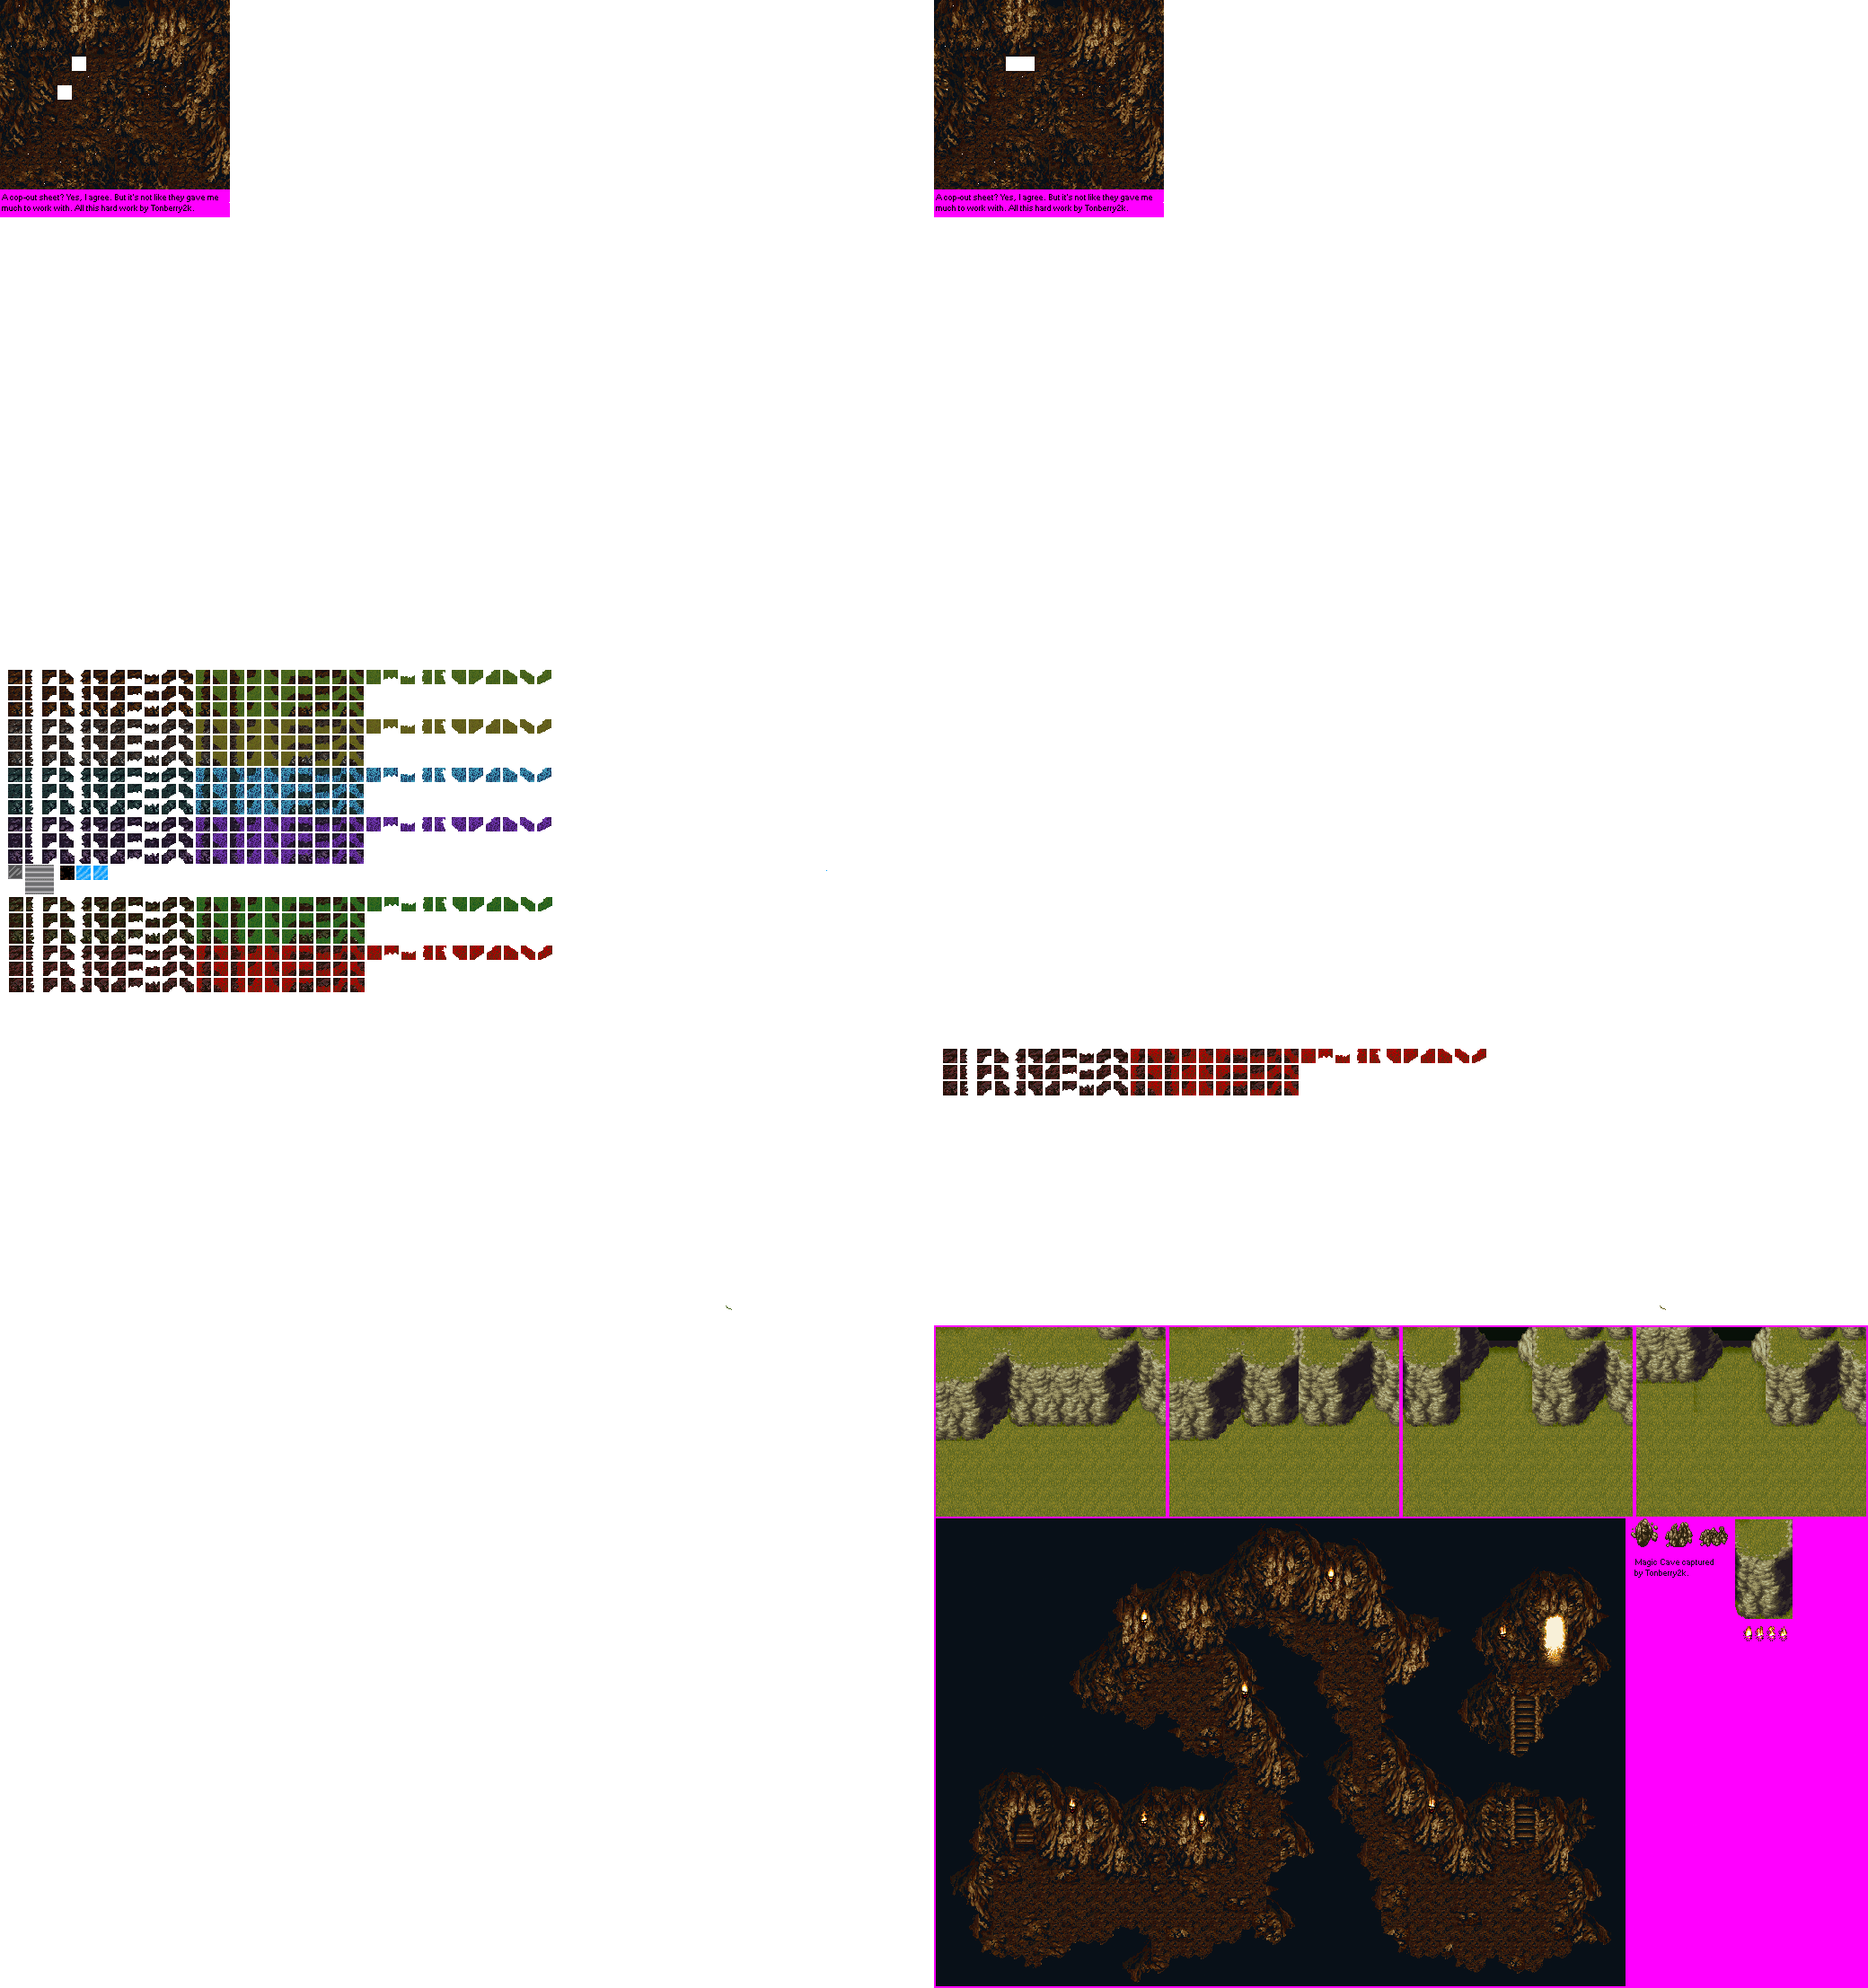 A cop-out sheet? Yes, I agree. But it's not like they gave me
much to work with. All this hard work by Tonberry2k.
A cop-out sheet? Yes, I agree. But it's not like they gave me
much to work with. All this hard work by Tonberry2k.
Magic Cave captured
by Tonberry2k.